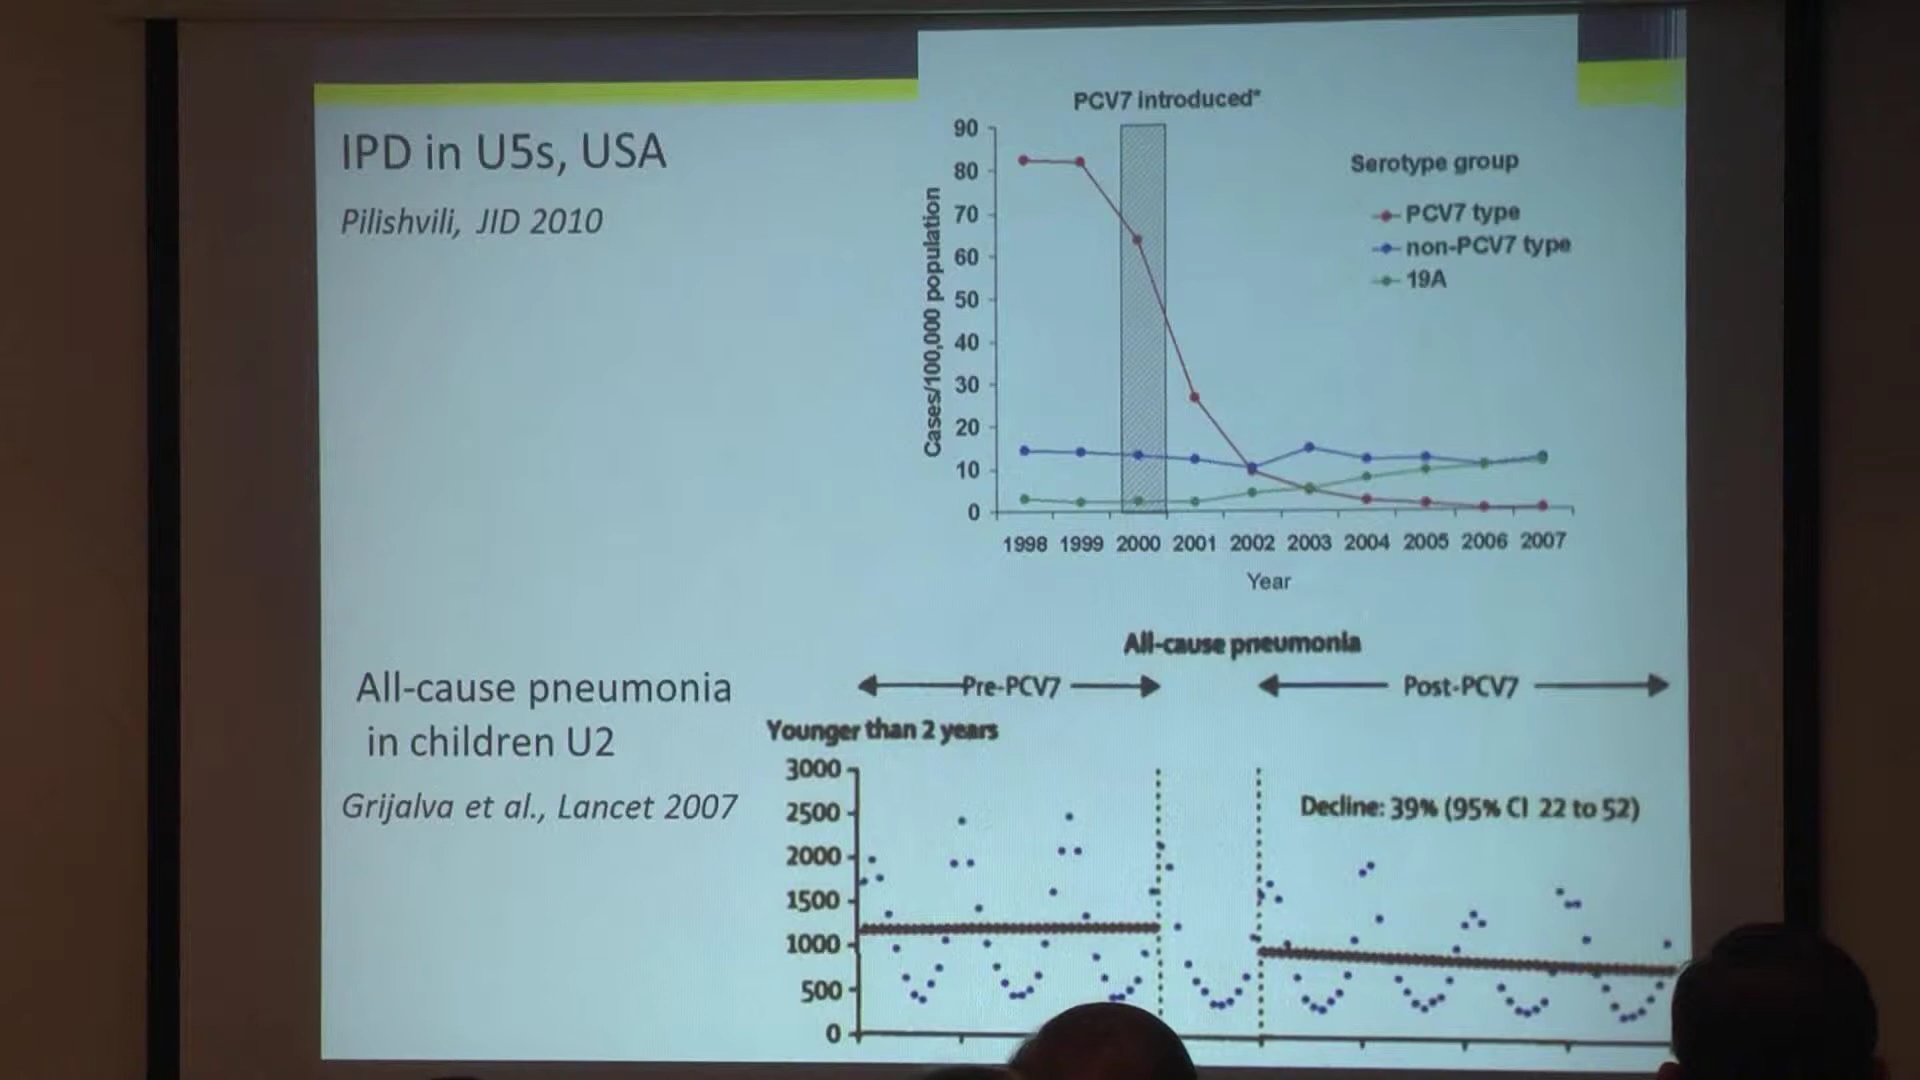 IPD in U5s, USA
Pilishvili, JID 2010
PCV7 introduced*
Cases/100,000 population
90
80
70
60
50
40
30
20
10
0
1998 1999 2000 2001 2002 2003 2004 2005 2006 2007
Year
Serotype group
PCV7 type
non-PCV7 type
19A
All-cause pneumonia
in children U2
Grijalva et al., Lancet 2007
All-cause pneumonia
Pre-PCV7
Post-PCV7
Younger than 2 years
3000
2500
2000
1500
1000
500
0
Decline: 39% (95% CI 22 to 52)